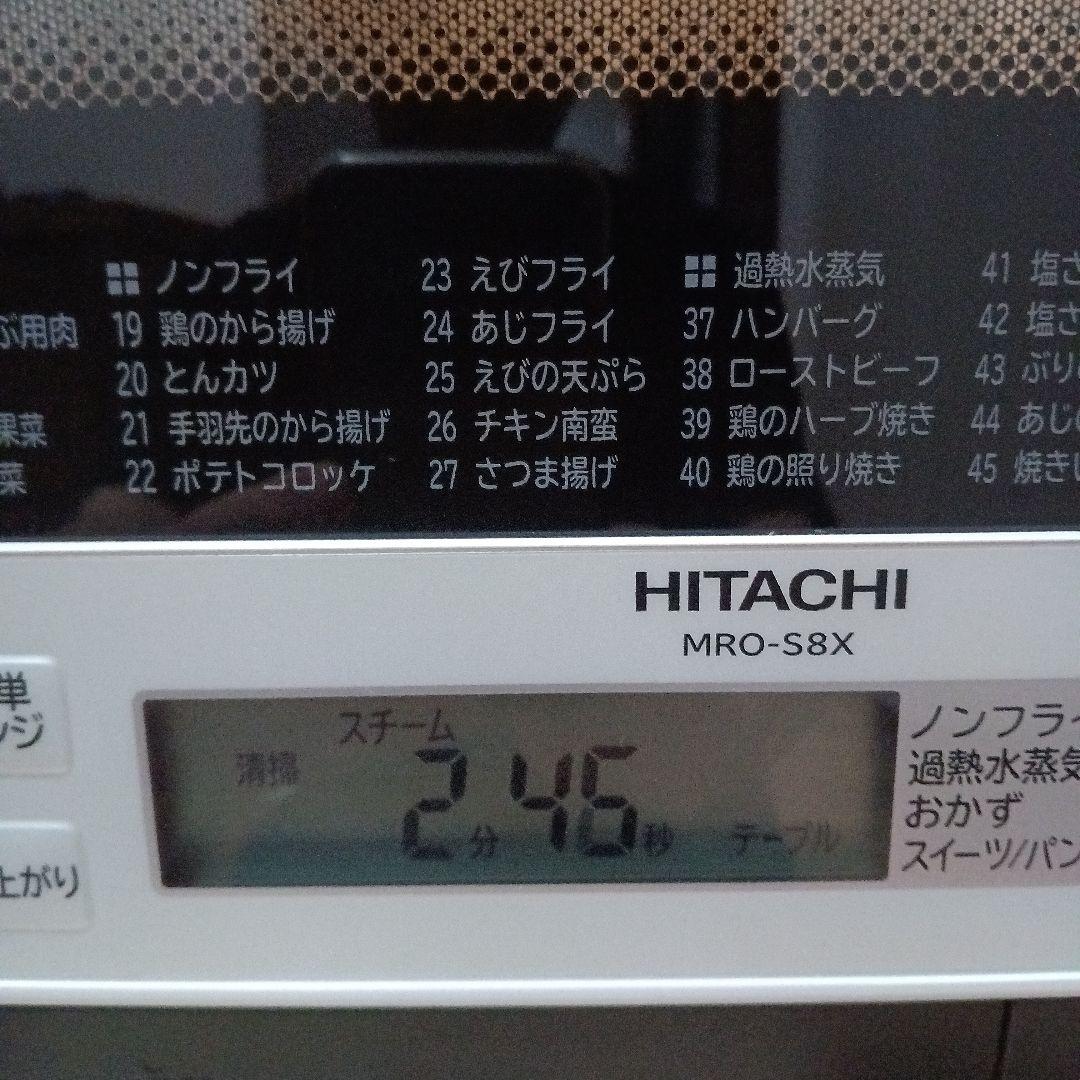 ノンフライ
19 鶏のから揚げ
20 とんカツ
21 手羽先のから揚げ
22 ポテトコロッケ
23 えびフライ
24 あじフライ
25 えびの天ぷら
26 チキン南蛮
27 さつま揚げ
過熱水蒸気
37 ハンバーグ
38 ローストビーフ
39 鶏のハーブ焼き
40 鶏の照り焼き
41 塩さ
42 塩さ
43 ぶり
44 あじ
45 焼き
ぶ用肉
果菜
菜
HITACHI
MRO-S8X
単
ンジ
上がり
スチーム
清掃
2分46秒
テーブル
ノンフライ
過熱水蒸気
おかず
スイーツ/パン